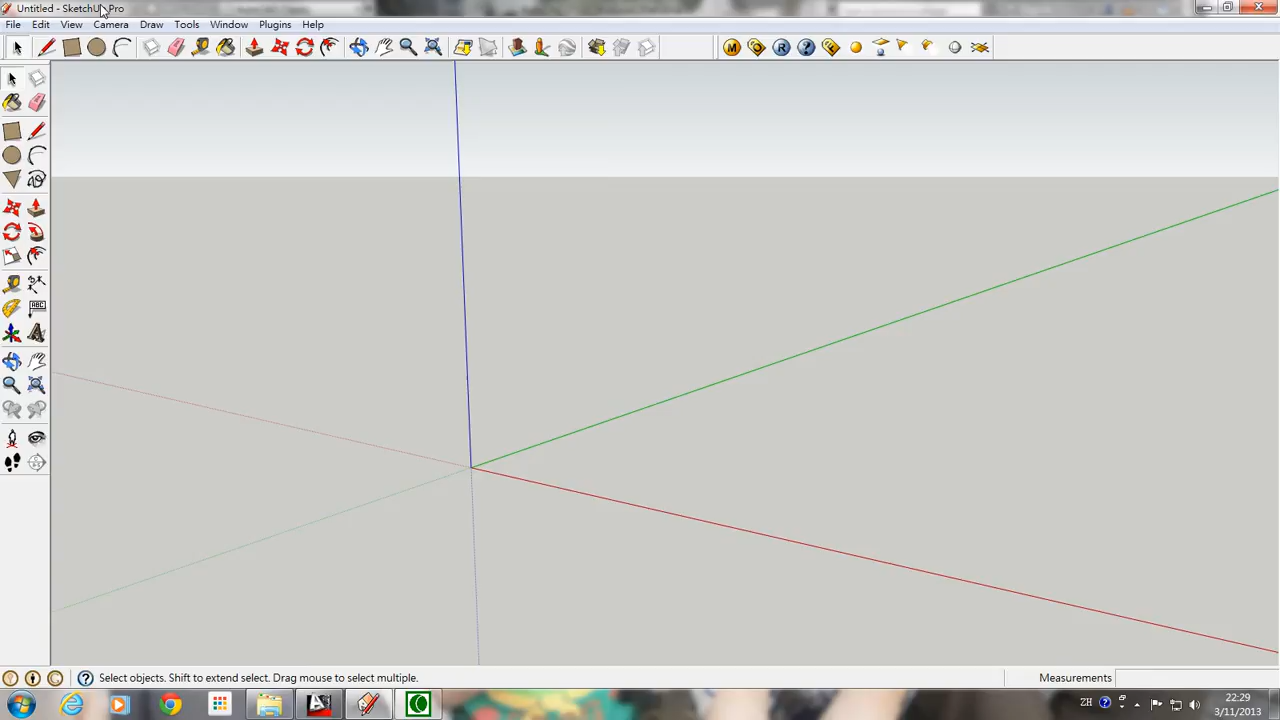 Untitled - SketchUp Pro
File Edit View Camera Draw Tools Window Plugins Help
M O R ? L
ABC
Select objects. Shift to extend select. Drag mouse to select multiple.
Measurements
ZH
22:29
3/11/2013